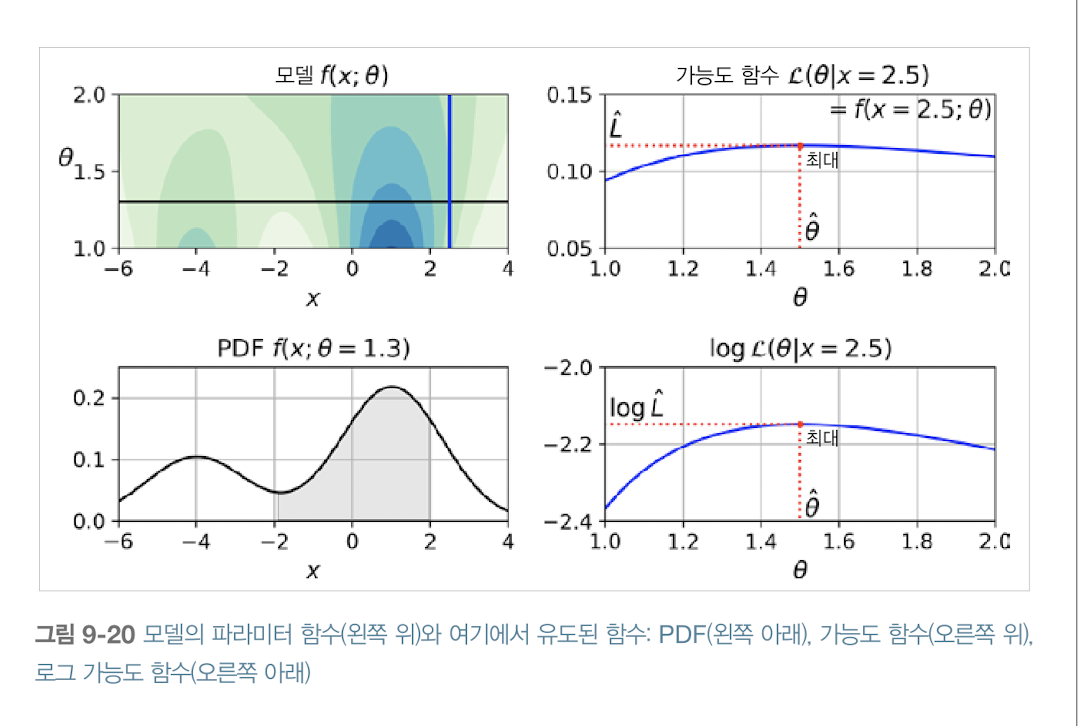 모델 f(x; θ)
2.0
1.5
1.0
θ
−6 −4 −2 0 2 4
x
가능도 함수 ℒ(θ|x = 2.5)
= f(x = 2.5; θ)
0.15
0.10
0.05
L̂
최대
θ̂
1.0 1.2 1.4 1.6 1.8 2.0
θ
PDF f(x; θ = 1.3)
0.2
0.1
0.0
−6 −4 −2 0 2 4
x
log ℒ(θ|x = 2.5)
−2.0
−2.2
−2.4
log L̂
최대
θ̂
1.0 1.2 1.4 1.6 1.8 2.0
θ
그림 9-20 모델의 파라미터 함수(왼쪽 위)와 여기에서 유도된 함수: PDF(왼쪽 아래), 가능도 함수(오른쪽 위),
로그 가능도 함수(오른쪽 아래)